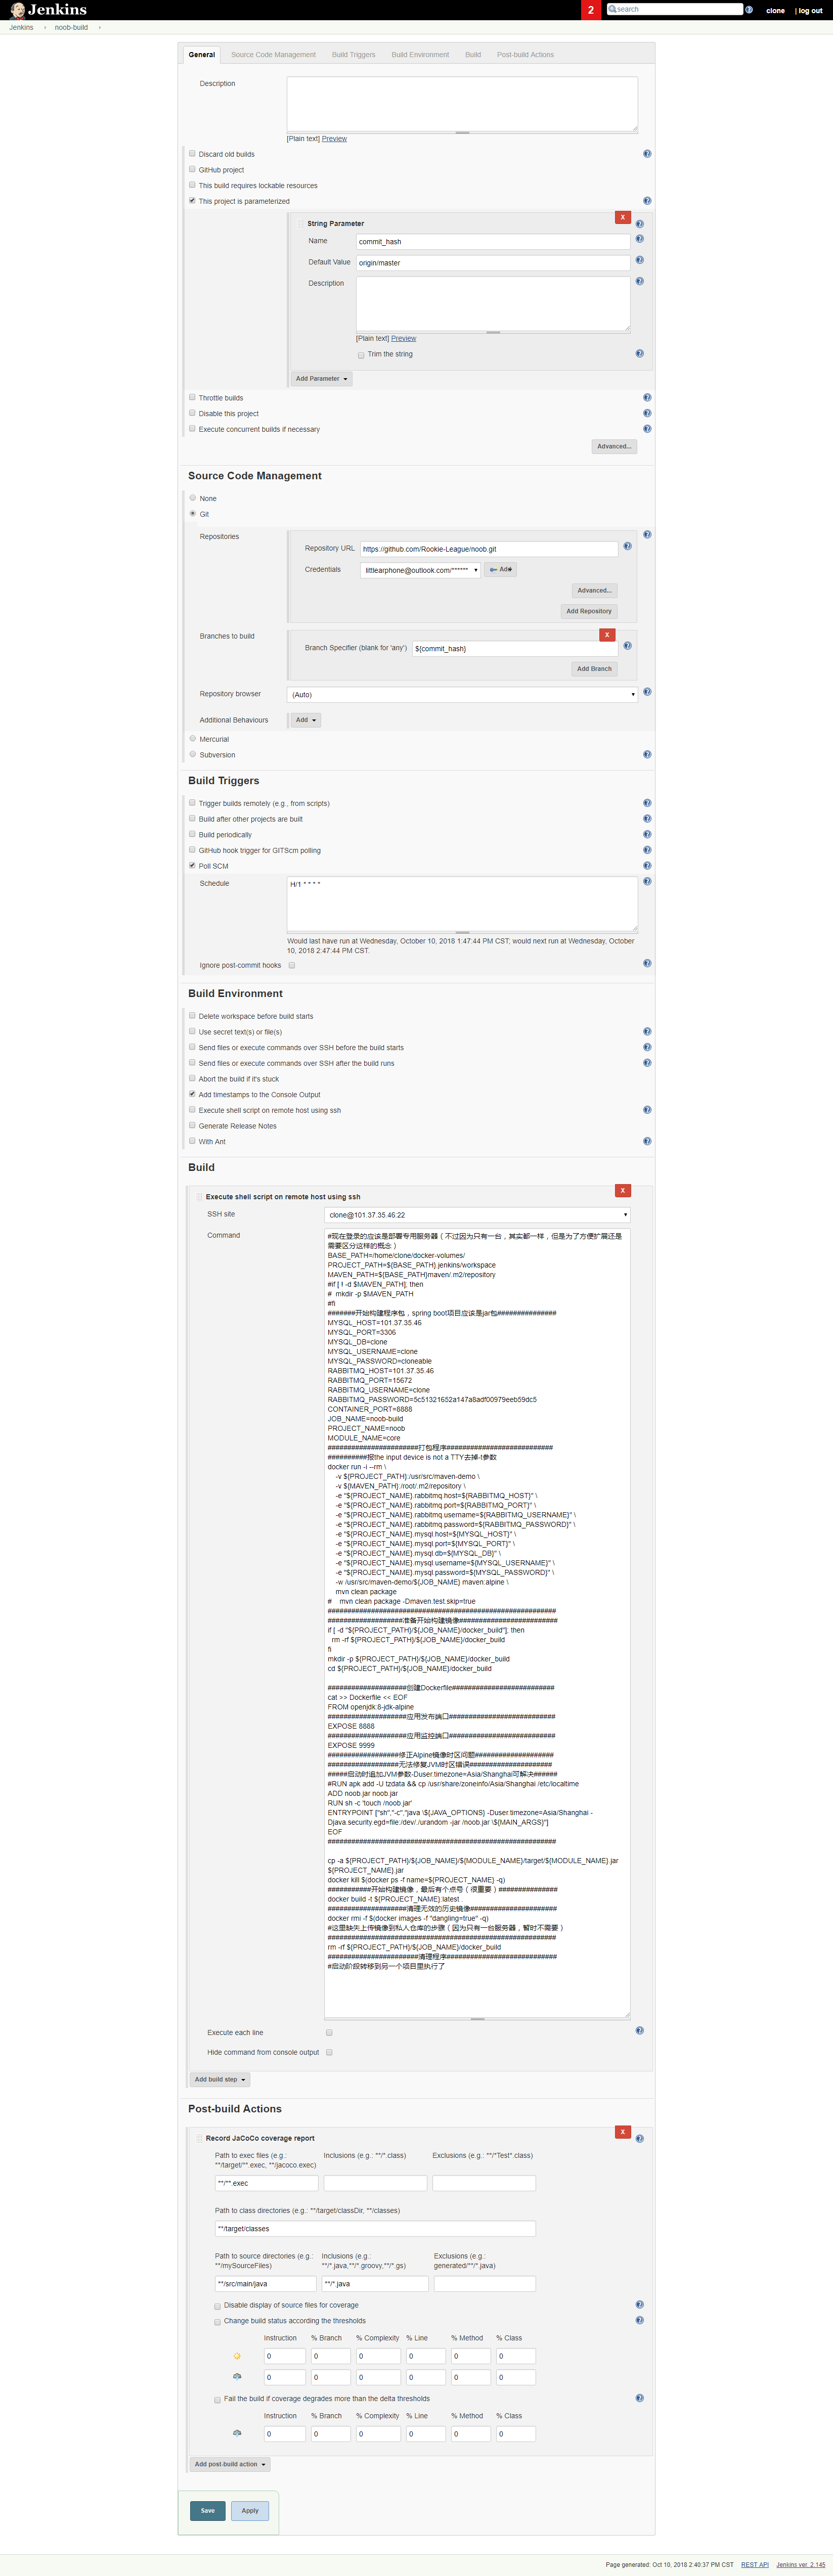 Jenkins
2
search
clone
| log out
Jenkins › noob-build ›
General Source Code Management Build Triggers Build Environment Build Post-build Actions
Description
[Plain text] Preview
Discard old builds
GitHub project
This build requires lockable resources
This project is parameterized
X
String Parameter
Name commit_hash
Default Value origin/master
Description
[Plain text] Preview
Trim the string
Add Parameter
Throttle builds
Disable this project
Execute concurrent builds if necessary
Advanced...
Source Code Management
None
Git
Repositories
Repository URL https://github.com/Rookie-League/noob.git
Credentials littlearphone@outlook.com/****** Add
Advanced...
Add Repository
X
Branches to build
Branch Specifier (blank for 'any') ${commit_hash}
Add Branch
Repository browser (Auto)
Additional Behaviours Add
Mercurial
Subversion
Build Triggers
Trigger builds remotely (e.g., from scripts)
Build after other projects are built
Build periodically
GitHub hook trigger for GITScm polling
Poll SCM
Schedule H/1 * * * *
Would last have run at Wednesday, October 10, 2018 1:47:44 PM CST; would next run at Wednesday, October
10, 2018 2:47:44 PM CST.
Ignore post-commit hooks
Build Environment
Delete workspace before build starts
Use secret text(s) or file(s)
Send files or execute commands over SSH before the build starts
Send files or execute commands over SSH after the build runs
Abort the build if it's stuck
Add timestamps to the Console Output
Execute shell script on remote host using ssh
Generate Release Notes
With Ant
Build
X
Execute shell script on remote host using ssh
SSH site clone@101.37.35.46:22
Command
#现在登录的应该是部署专用服务器（不过因为只有一台，其实都一样，但是为了方便扩展还是
需要区分这样的概念）
BASE_PATH=/home/clone/docker-volumes/
PROJECT_PATH=${BASE_PATH}.jenkins/workspace
MAVEN_PATH=${BASE_PATH}maven/.m2/repository
#if [ ! -d $MAVEN_PATH]; then
# mkdir -p $MAVEN_PATH
#fi
#######开始构建程序包，spring boot项目应该是jar包###############
MYSQL_HOST=101.37.35.46
MYSQL_PORT=3306
MYSQL_DB=clone
MYSQL_USERNAME=clone
MYSQL_PASSWORD=cloneable
RABBITMQ_HOST=101.37.35.46
RABBITMQ_PORT=15672
RABBITMQ_USERNAME=clone
RABBITMQ_PASSWORD=5c51321652a147a8adf00979eeb59dc5
CONTAINER_PORT=8888
JOB_NAME=noob-build
PROJECT_NAME=noob
MODULE_NAME=core
#######################打包程序###########################
##########报the input device is not a TTY去掉-t参数
docker run -i --rm \
-v ${PROJECT_PATH}:/usr/src/maven-demo \
-v ${MAVEN_PATH}:/root/.m2/repository \
-e "${PROJECT_NAME}.rabbitmq.host=${RABBITMQ_HOST}" \
-e "${PROJECT_NAME}.rabbitmq.port=${RABBITMQ_PORT}" \
-e "${PROJECT_NAME}.rabbitmq.username=${RABBITMQ_USERNAME}" \
-e "${PROJECT_NAME}.rabbitmq.password=${RABBITMQ_PASSWORD}" \
-e "${PROJECT_NAME}.mysql.host=${MYSQL_HOST}" \
-e "${PROJECT_NAME}.mysql.port=${MYSQL_PORT}" \
-e "${PROJECT_NAME}.mysql.db=${MYSQL_DB}" \
-e "${PROJECT_NAME}.mysql.username=${MYSQL_USERNAME}" \
-e "${PROJECT_NAME}.mysql.password=${MYSQL_PASSWORD}" \
-w /usr/src/maven-demo/${JOB_NAME} maven:alpine \
mvn clean package
# mvn clean package -Dmaven.test.skip=true
##########################################################
###################准备开始构建镜像#########################
if [ -d "${PROJECT_PATH}/${JOB_NAME}/docker_build"]; then
rm -rf ${PROJECT_PATH}/${JOB_NAME}/docker_build
fi
mkdir -p ${PROJECT_PATH}/${JOB_NAME}/docker_build
cd ${PROJECT_PATH}/${JOB_NAME}/docker_build
####################创建Dockerfile##########################
cat >> Dockerfile << EOF
FROM openjdk:8-jdk-alpine
####################应用发布端口###########################
EXPOSE 8888
####################应用监控端口###########################
EXPOSE 9999
##################修正Alpine镜像时区问题####################
##################无法修复JVM时区错误#####################
#####启动时追加JVM参数-Duser.timezone=Asia/Shanghai可解决######
#RUN apk add -U tzdata && cp /usr/share/zoneinfo/Asia/Shanghai /etc/localtime
ADD noob.jar noob.jar
RUN sh -c 'touch /noob.jar'
ENTRYPOINT ["sh","-c","java \${JAVA_OPTIONS} -Duser.timezone=Asia/Shanghai -
Djava.security.egd=file:/dev/./urandom -jar /noob.jar \${MAIN_ARGS}"]
EOF
##########################################################
cp -a ${PROJECT_PATH}/${JOB_NAME}/${MODULE_NAME}/target/${MODULE_NAME}.jar
${PROJECT_NAME}.jar
docker kill $(docker ps -f name=${PROJECT_NAME} -q)
###########开始构建镜像，最后有个点号（很重要）###############
docker build -t ${PROJECT_NAME}:latest .
####################清理无效的历史镜像######################
docker rmi -f $(docker images -f "dangling=true" -q)
#这里缺失上传镜像到私人仓库的步骤（因为只有一台服务器，暂时不需要）
##########################################################
rm -rf ${PROJECT_PATH}/${JOB_NAME}/docker_build
#######################清理程序############################
#启动阶段转移到另一个项目里执行了
Execute each line
Hide command from console output
Add build step
Post-build Actions
X
Record JaCoCo coverage report
Path to exec files (e.g.: Inclusions (e.g.: **/*.class) Exclusions (e.g.: **/*Test*.class)
**/target/**.exec, **/jacoco.exec)
**/**.exec
Path to class directories (e.g.: **/target/classDir, **/classes)
**/target/classes
Path to source directories (e.g.: Inclusions (e.g.: Exclusions (e.g.:
**/mySourceFiles) **/*.java,**/*.groovy,**/*.gs) generated/**/*.java)
**/src/main/java **/*.java
Disable display of source files for coverage
Change build status according the thresholds
Instruction % Branch % Complexity % Line % Method % Class
0 0 0 0 0 0
0 0 0 0 0 0
Fail the build if coverage degrades more than the delta thresholds
Instruction % Branch % Complexity % Line % Method % Class
0 0 0 0 0 0
Add post-build action
Save Apply
Page generated: Oct 10, 2018 2:40:37 PM CST REST API Jenkins ver. 2.145